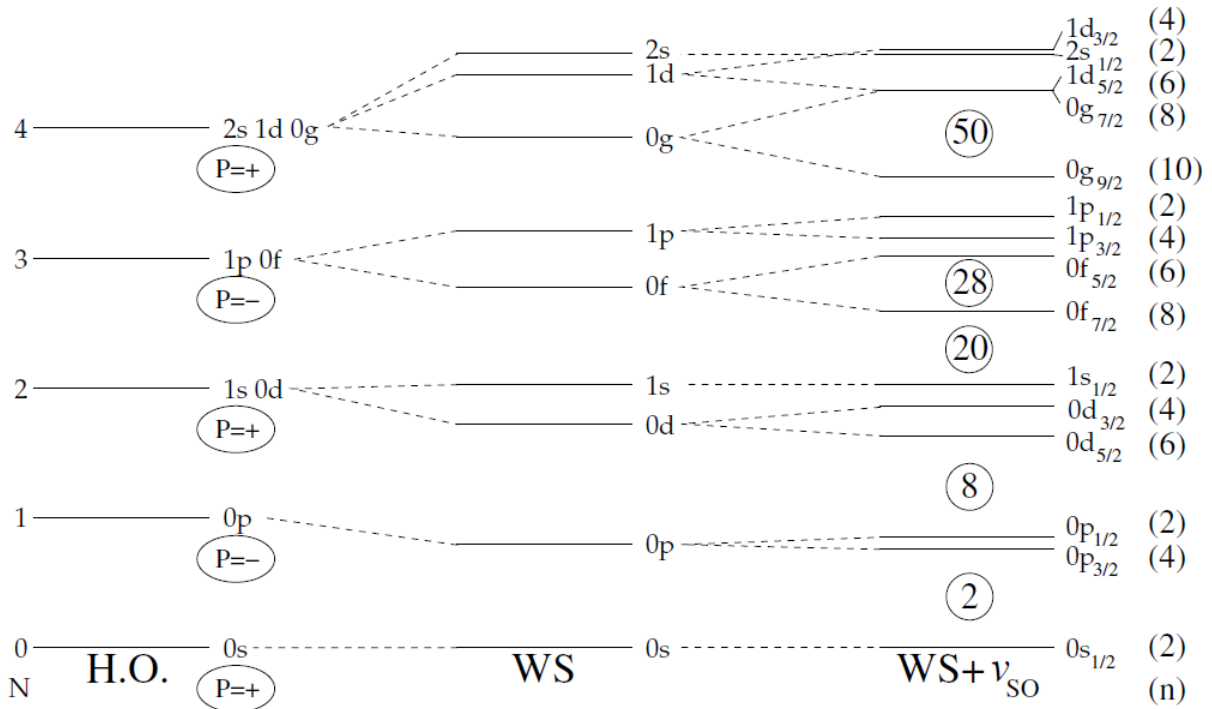 1d3/2 (4)
2s 2s1/2 (2)
1d 1d5/2 (6)
4 2s 1d 0g 0g 50 0g7/2 (8)
P=+ 0g9/2 (10)
1p 1p1/2 (2)
3 1p 0f 1p3/2 (4)
P=− 0f 28 0f5/2 (6)
0f7/2 (8)
20
2 1s 0d 1s 1s1/2 (2)
P=+ 0d 0d3/2 (4)
0d5/2 (6)
8
1 0p 0p 0p1/2 (2)
P=− 0p3/2 (4)
2
0 H.O. 0s WS 0s WS+vSO 0s1/2 (2)
N P=+ (n)